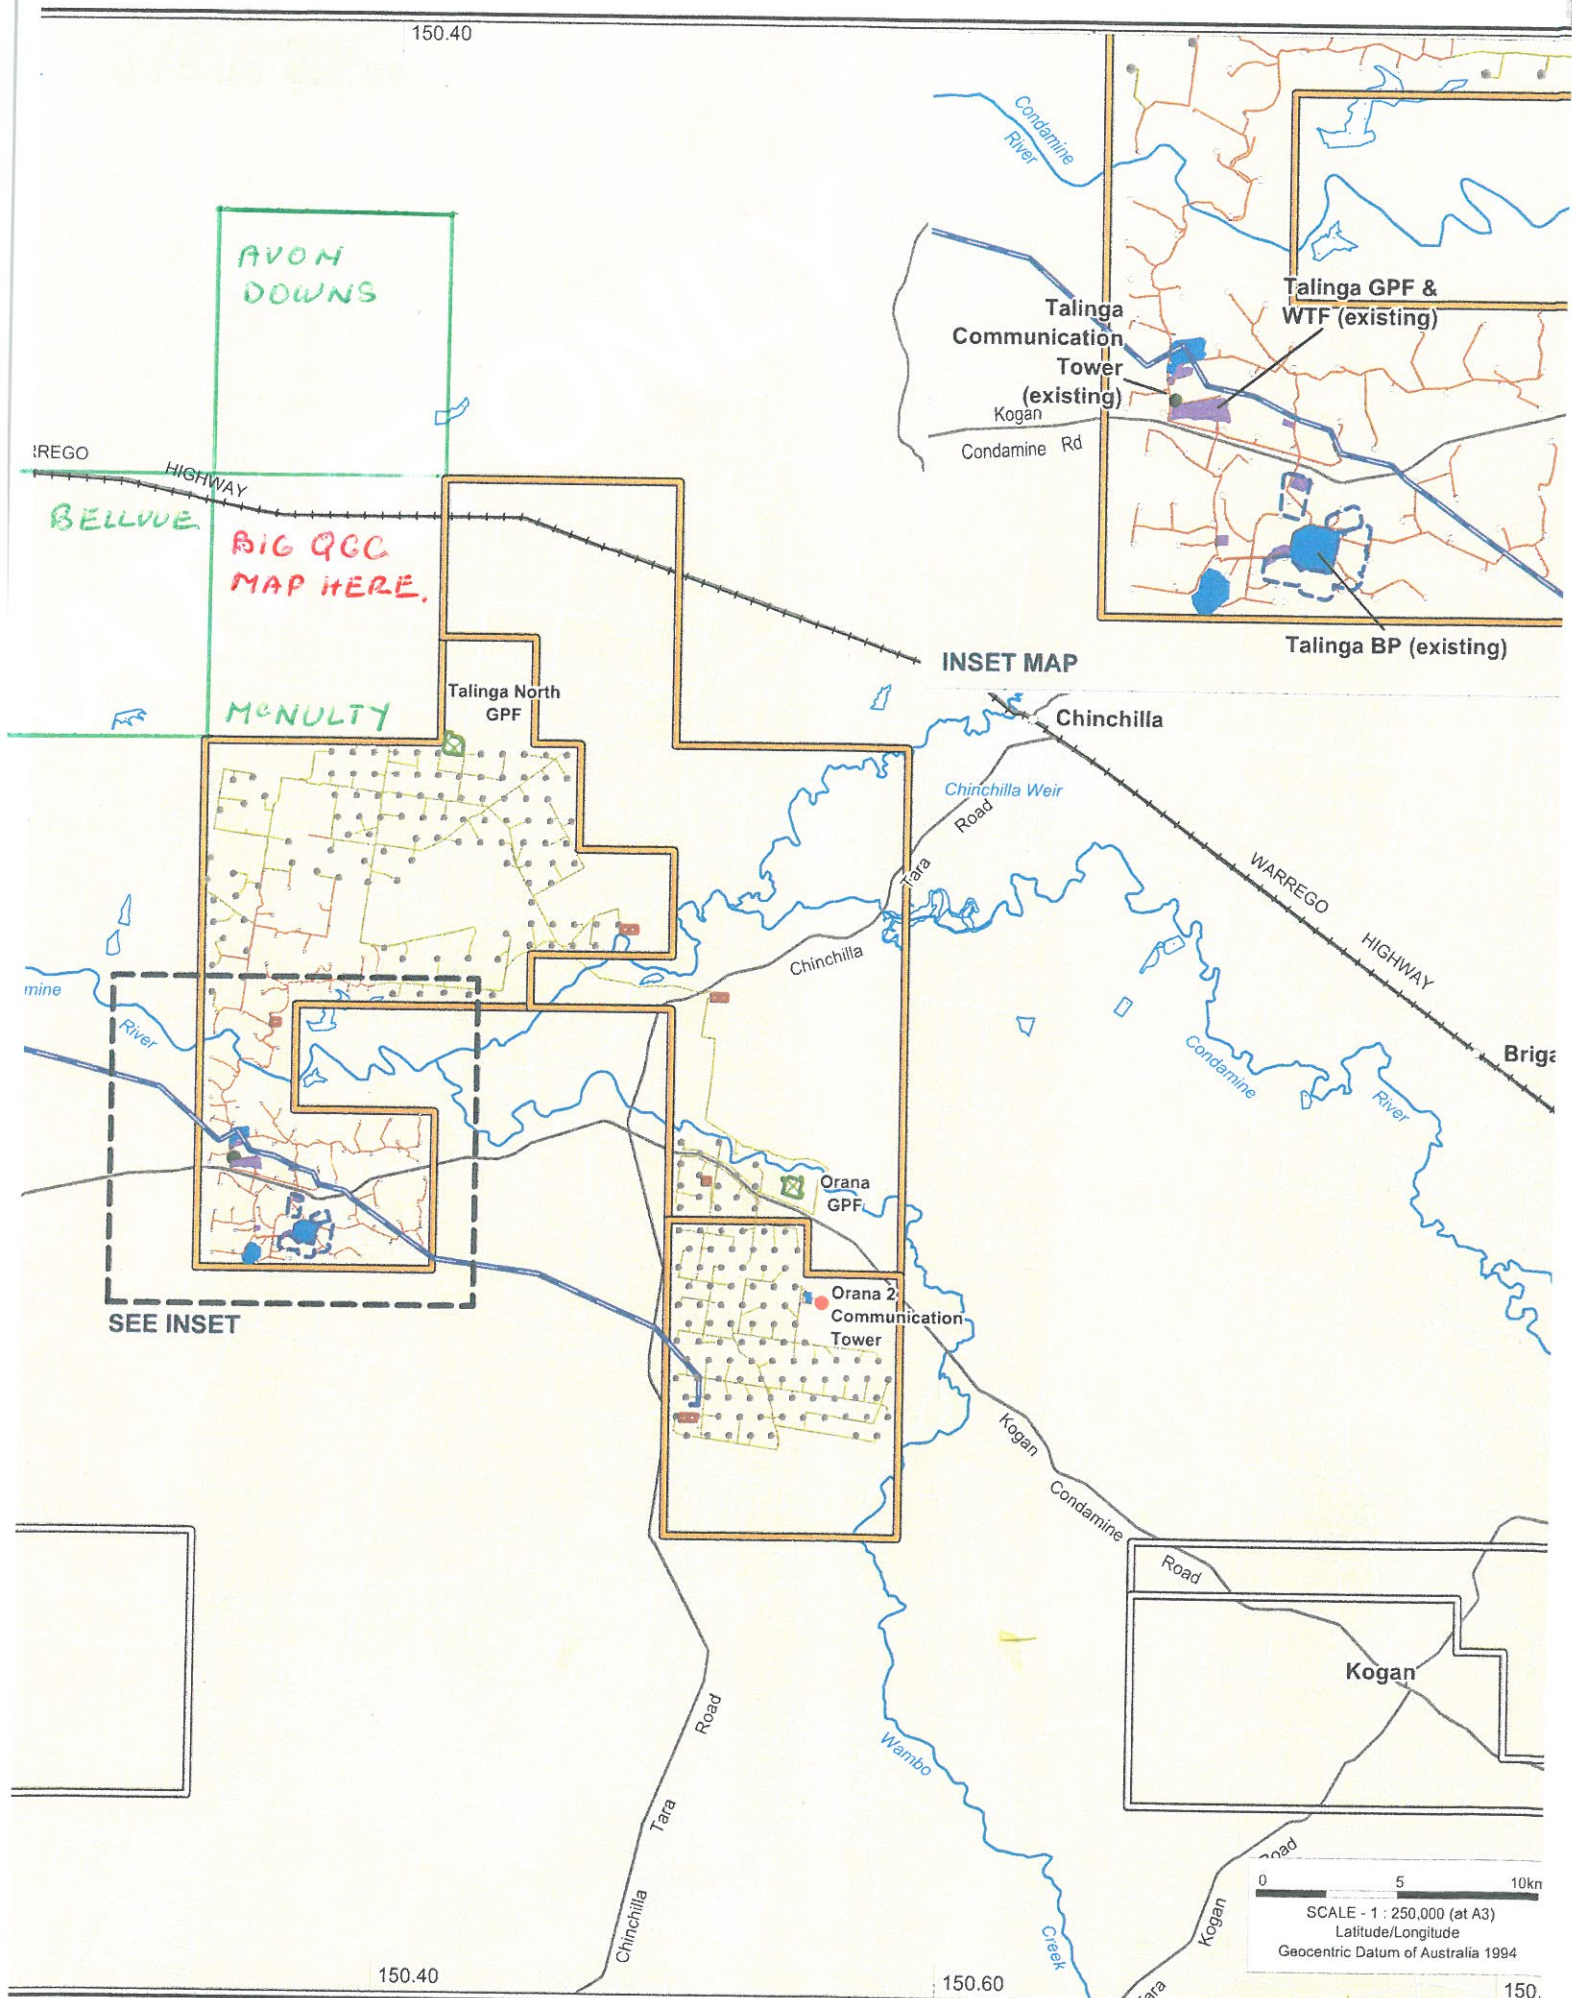 150.40
Condamine
River
AVON
DOWNS
Talinga GPF &
WTF (existing)
Talinga
Communication
Tower
(existing)
Kogan
Condamine Rd
RREGO
HIGHWAY
BELLVUE
BIG QGC
MAP HERE.
Talinga BP (existing)
INSET MAP
Talinga North
GPF
McNULTY
Chinchilla
Chinchilla Weir
Road
Tara
Chinchilla
WARREGO
HIGHWAY
mine
River
Condamine
River
Briga
Orana
GPF
Orana 2
Communication
Tower
SEE INSET
Kogan
Condamine
Road
Kogan
Road
Tara
Chinchilla
Wambo
Creek
Road
Kogan
ara
0 5 10km
SCALE - 1 : 250,000 (at A3)
Latitude/Longitude
Geocentric Datum of Australia 1994
150.40
150.60
150.